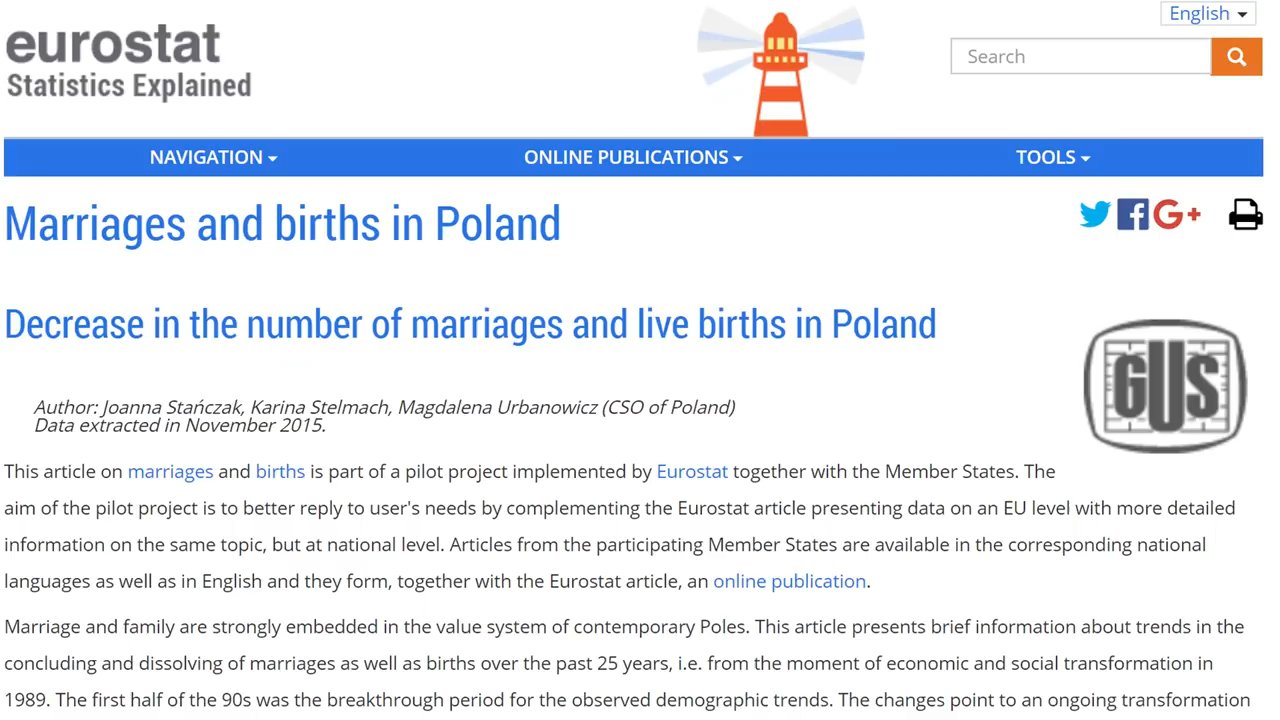 English
eurostat
Statistics Explained
Search
NAVIGATION ONLINE PUBLICATIONS TOOLS
Marriages and births in Poland
Decrease in the number of marriages and live births in Poland
GUS
Author: Joanna Stańczak, Karina Stelmach, Magdalena Urbanowicz (CSO of Poland)
Data extracted in November 2015.
This article on marriages and births is part of a pilot project implemented by Eurostat together with the Member States. The
aim of the pilot project is to better reply to user's needs by complementing the Eurostat article presenting data on an EU level with more detailed
information on the same topic, but at national level. Articles from the participating Member States are available in the corresponding national
languages as well as in English and they form, together with the Eurostat article, an online publication.
Marriage and family are strongly embedded in the value system of contemporary Poles. This article presents brief information about trends in the
concluding and dissolving of marriages as well as births over the past 25 years, i.e. from the moment of economic and social transformation in
1989. The first half of the 90s was the breakthrough period for the observed demographic trends. The changes point to an ongoing transformation